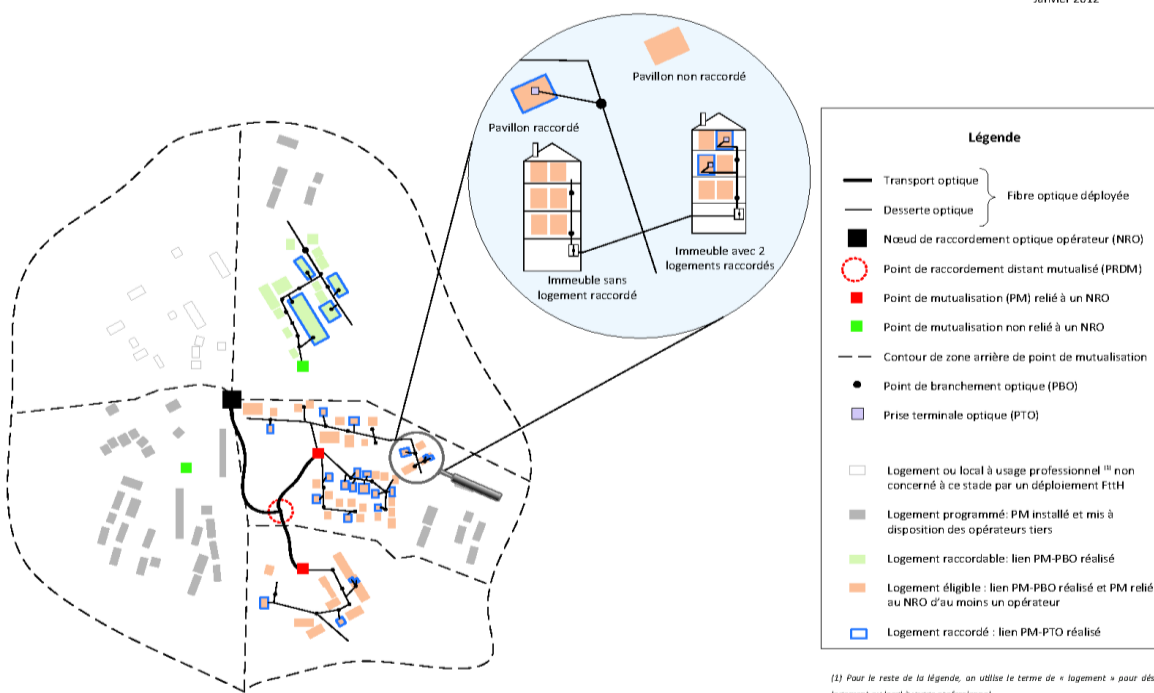 Janvier 2012
Pavillon non raccordé
Pavillon raccordé
Immeuble sans
logement raccordé
Immeuble avec 2
logements raccordés
Légende
Transport optique
Desserte optique
Fibre optique déployée
Nœud de raccordement optique opérateur (NRO)
Point de raccordement distant mutualisé (PRDM)
Point de mutualisation (PM) relié à un NRO
Point de mutualisation non relié à un NRO
Contour de zone arrière de point de mutualisation
Point de branchement optique (PBO)
Prise terminale optique (PTO)
Logement ou local à usage professionnel (1) non
concerné à ce stade par un déploiement FttH
Logement programmé: PM installé et mis à
disposition des opérateurs tiers
Logement raccordable: lien PM-PBO réalisé
Logement éligible : lien PM-PBO réalisé et PM relié
au NRO d'au moins un opérateur
Logement raccordé : lien PM-PTO réalisé
(1) Pour le reste de la légende, on utilise le terme de « logement » pour dés